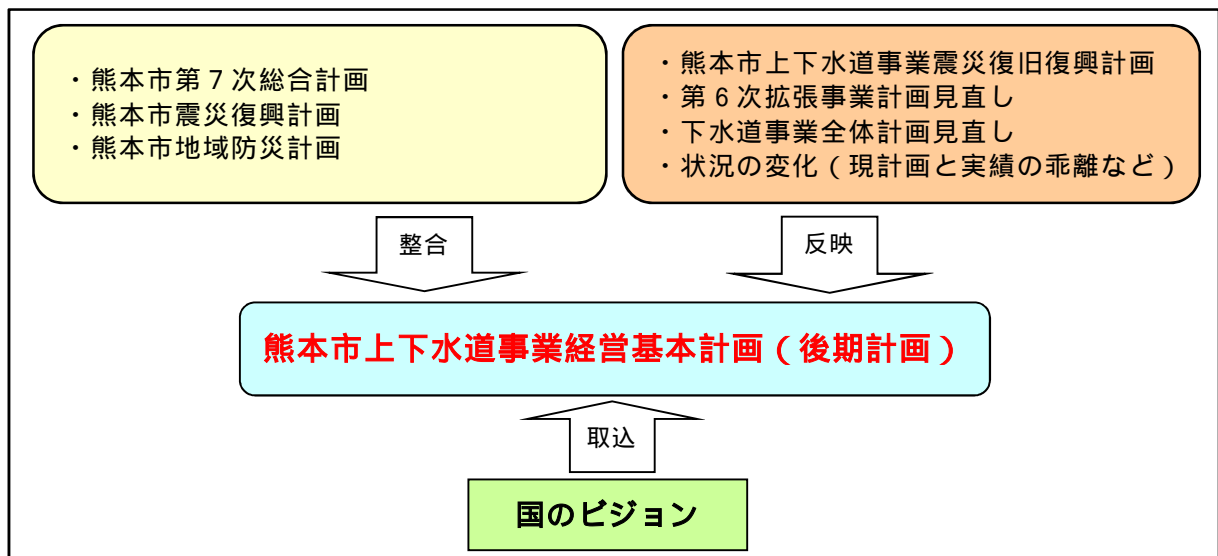 ・熊本市第７次総合計画
・熊本市震災復興計画
・熊本市地域防災計画
・熊本市上下水道事業震災復旧復興計画
・第６次拡張事業計画見直し
・下水道事業全体計画見直し
・状況の変化（現計画と実績の乖離など）
整合
反映
熊本市上下水道事業経営基本計画（後期計画）
取込
国のビジョン